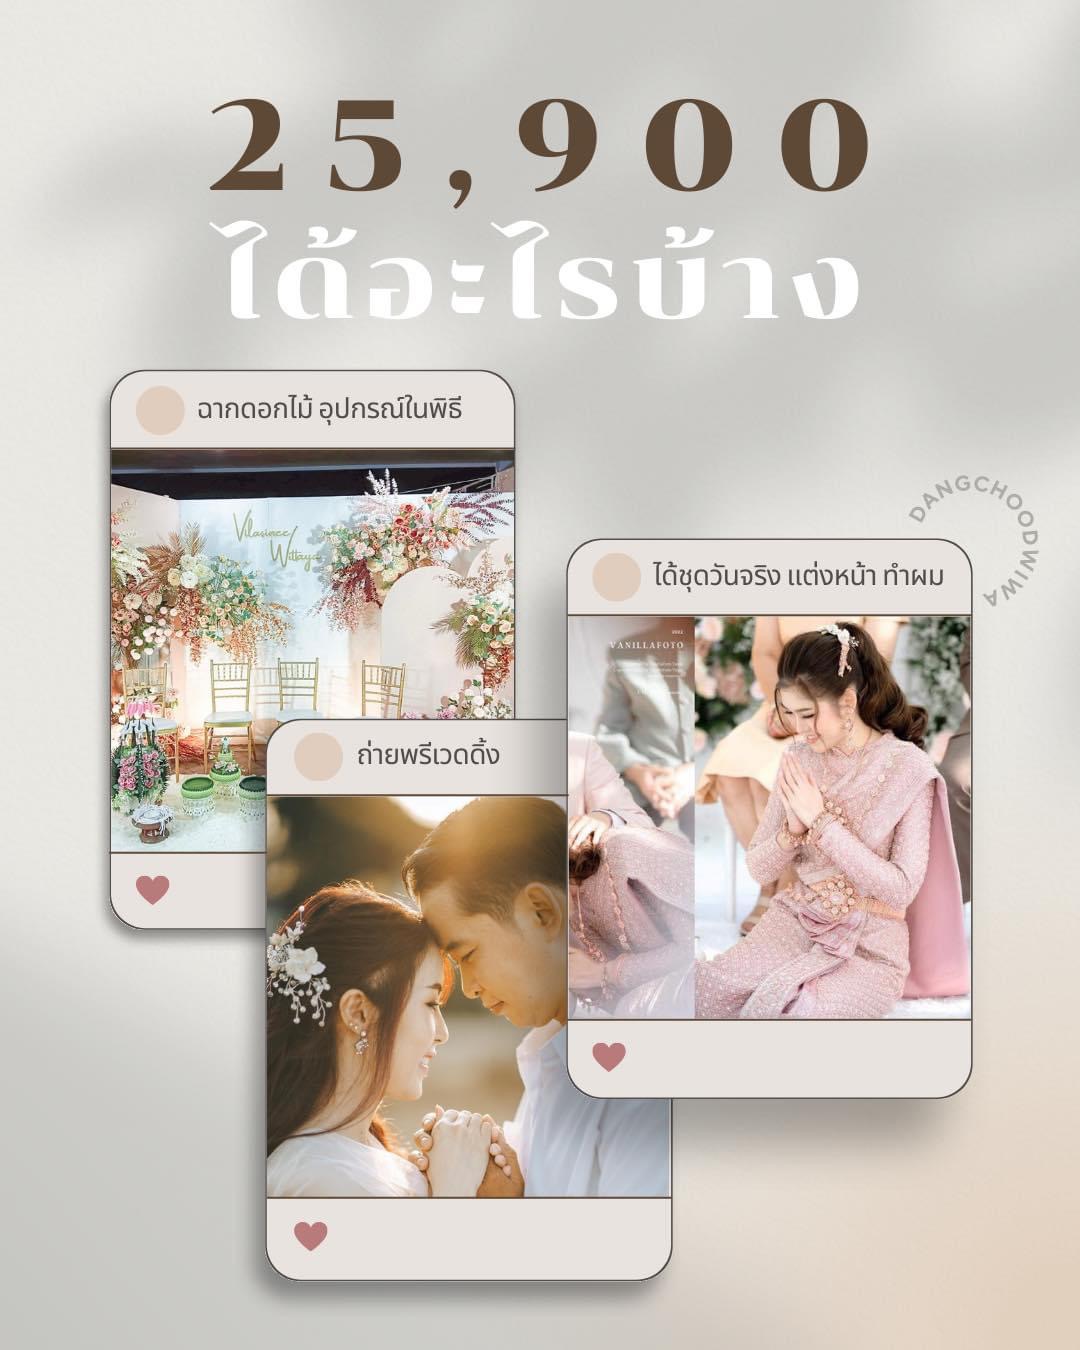 25,900
ได้อะไรบ้าง
ฉากดอกไม้ อุปกรณ์ในพิธี
Vilasinee
Wittaya
DANGCHOODWIWA
ได้ชุดวันจริง แต่งหน้า ทำผม
2022
VANILLAFOTO
ถ่ายพรีเวดดิ้ง